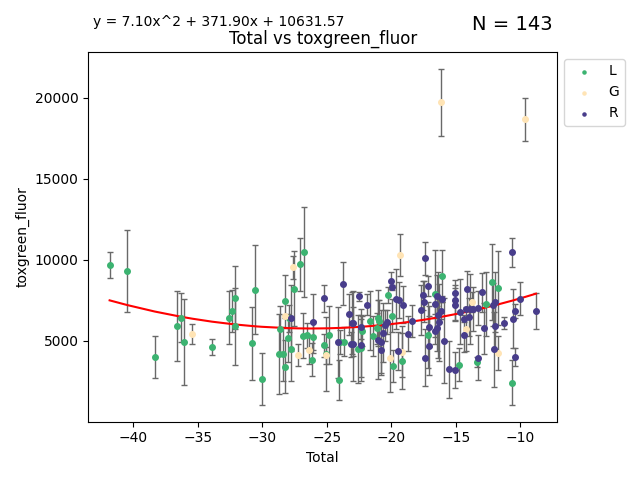 y = 7.10x^2 + 371.90x + 10631.57
N = 143
Total vs toxgreen_fluor
L
G
R
toxgreen_fluor
20000
15000
10000
5000
−40 −35 −30 −25 −20 −15 −10
Total